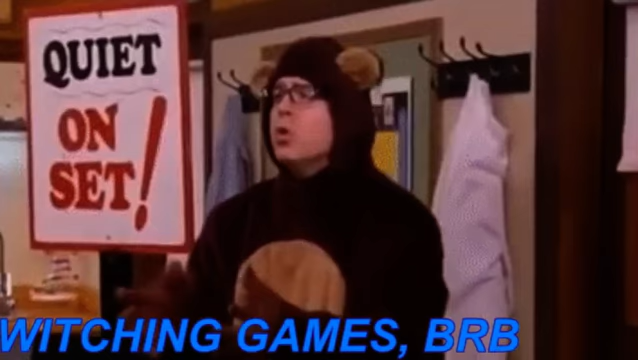 QUIET
ON
SET!
WITCHING GAMES, BRB